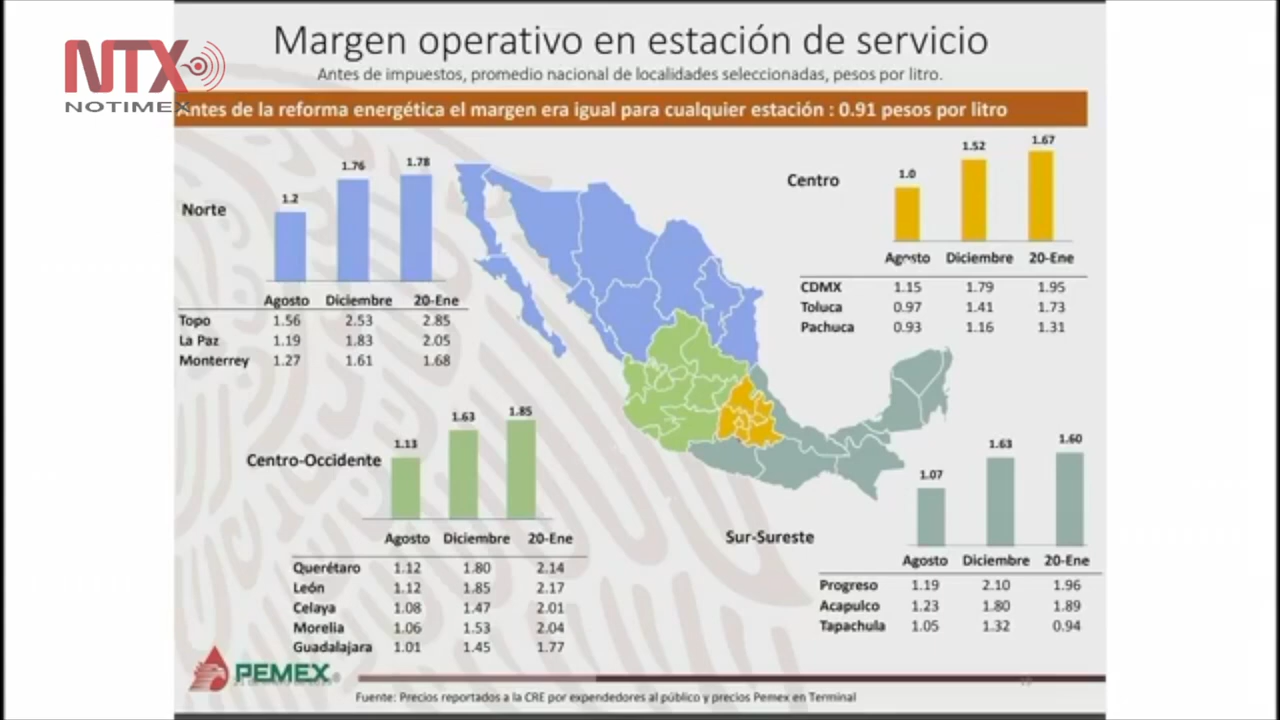 NTX
NOTIMEX
Margen operativo en estación de servicio
Antes de impuestos, promedio nacional de localidades seleccionadas, pesos por litro.
Antes de la reforma energética el margen era igual para cualquier estación : 0.91 pesos por litro
Norte
1.2 1.76 1.78
Agosto Diciembre 20-Ene
Topo 1.56 2.53 2.85
La Paz 1.19 1.83 2.05
Monterrey 1.27 1.61 1.68
Centro
1.0 1.52 1.67
Agosto Diciembre 20-Ene
CDMX 1.15 1.79 1.95
Toluca 0.97 1.41 1.73
Pachuca 0.93 1.16 1.31
Centro-Occidente
1.13 1.63 1.85
Agosto Diciembre 20-Ene
Querétaro 1.12 1.80 2.14
León 1.12 1.85 2.17
Celaya 1.08 1.47 2.01
Morelia 1.06 1.53 2.04
Guadalajara 1.01 1.45 1.77
Sur-Sureste
1.07 1.63 1.60
Agosto Diciembre 20-Ene
Progreso 1.19 2.10 1.96
Acapulco 1.23 1.80 1.89
Tapachula 1.05 1.32 0.94
PEMEX®
Fuente: Precios reportados a la CRE por expendedores al público y precios Pemex en Terminal